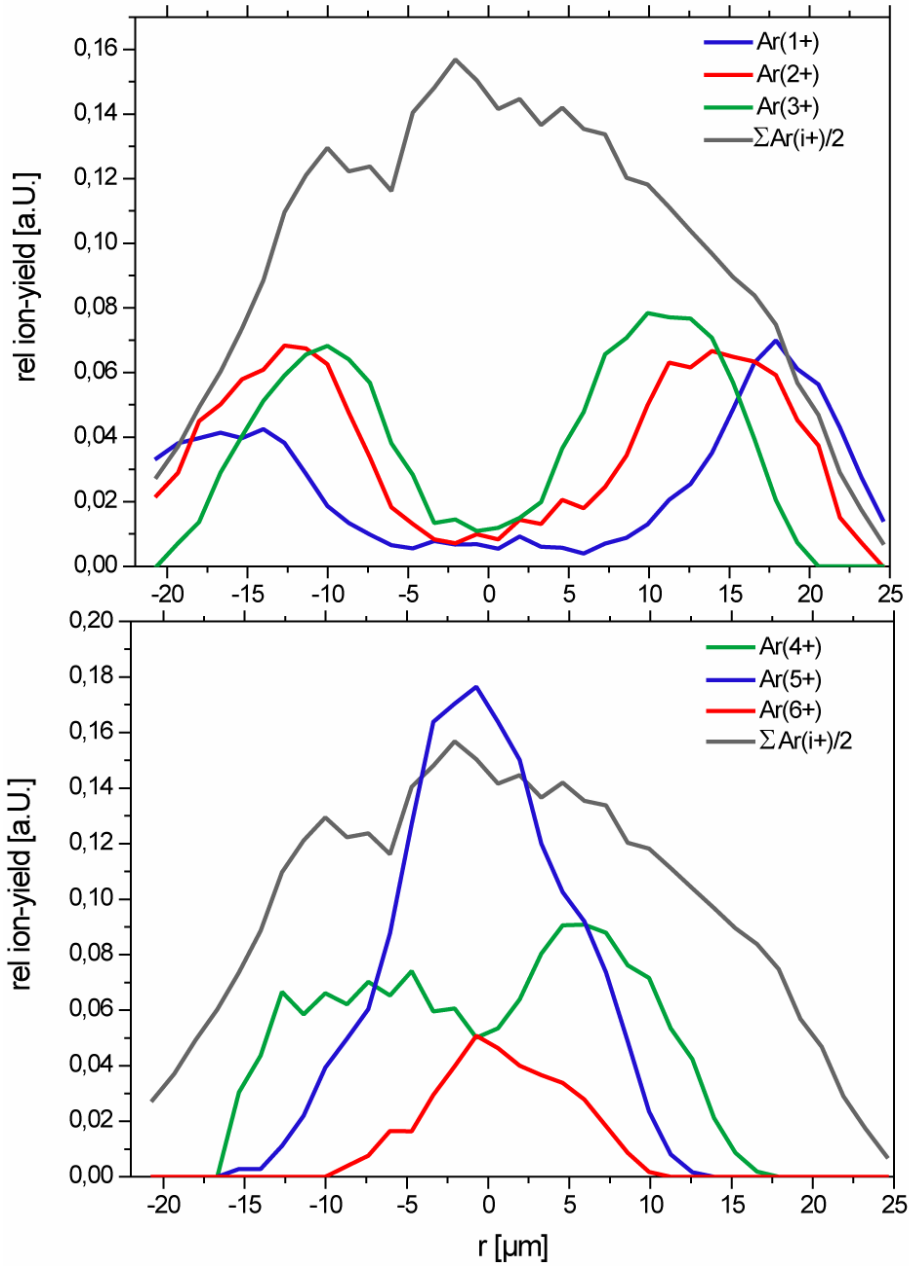 0,16
0,14
0,12
0,10
0,08
0,06
0,04
0,02
0,00
rel ion-yield [a.U.]
Ar(1+)
Ar(2+)
Ar(3+)
ΣAr(i+)/2
-20 -15 -10 -5 0 5 10 15 20 25
0,20
0,18
0,16
0,14
0,12
0,10
0,08
0,06
0,04
0,02
0,00
rel ion-yield [a.U.]
Ar(4+)
Ar(5+)
Ar(6+)
ΣAr(i+)/2
-20 -15 -10 -5 0 5 10 15 20 25
r [µm]